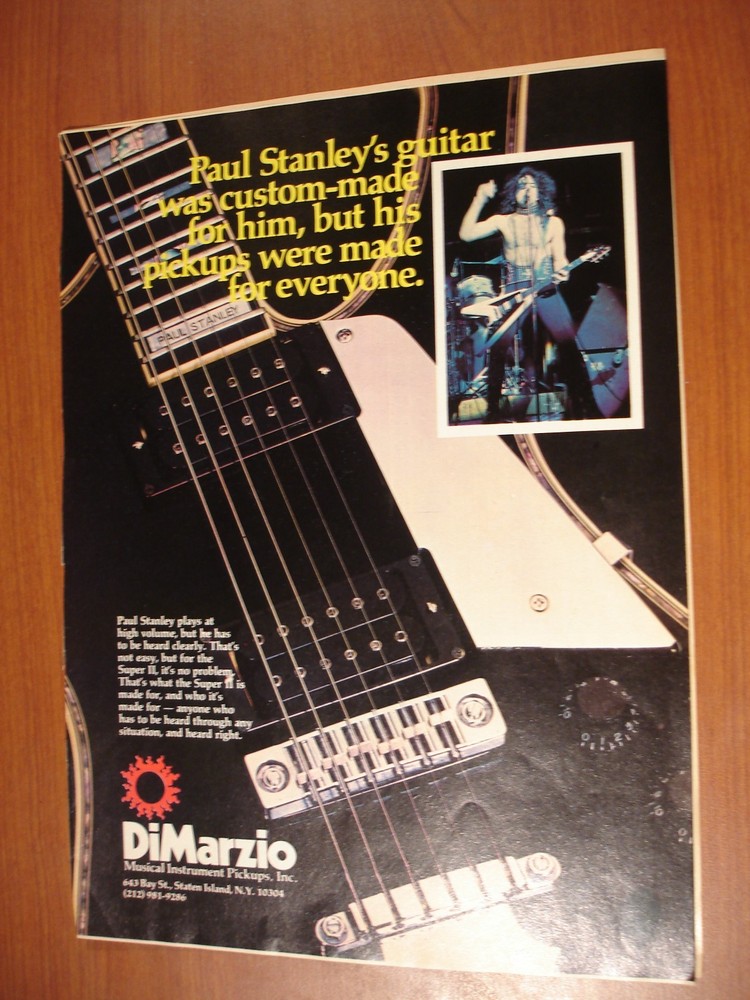 Paul Stanley's guitar
was custom-made
for him, but his
pickups were made
for everyone.
PAUL STANLEY
Paul Stanley plays at
high volume, but he has
to be heard clearly. That's
not easy, but for the
Super II, it's no problem.
That's what the Super II is
made for, and who it's
made for — anyone who
has to be heard through any
situation, and heard right.
DiMarzio
Musical Instrument Pickups, Inc.
643 Bay St., Staten Island, N.Y. 10304
(212) 981-9286